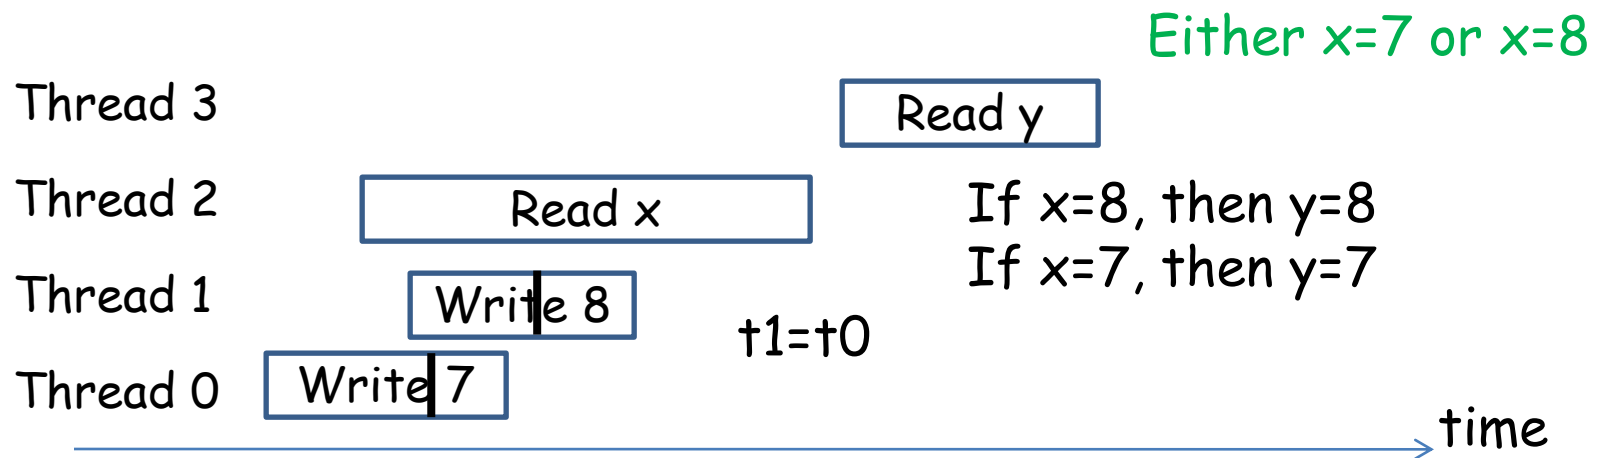 Either x=7 or x=8
Thread 3
Read y
Thread 2
Read x
If x=8, then y=8
If x=7, then y=7
Thread 1
Write 8
t1=t0
Thread 0
Write 7
time